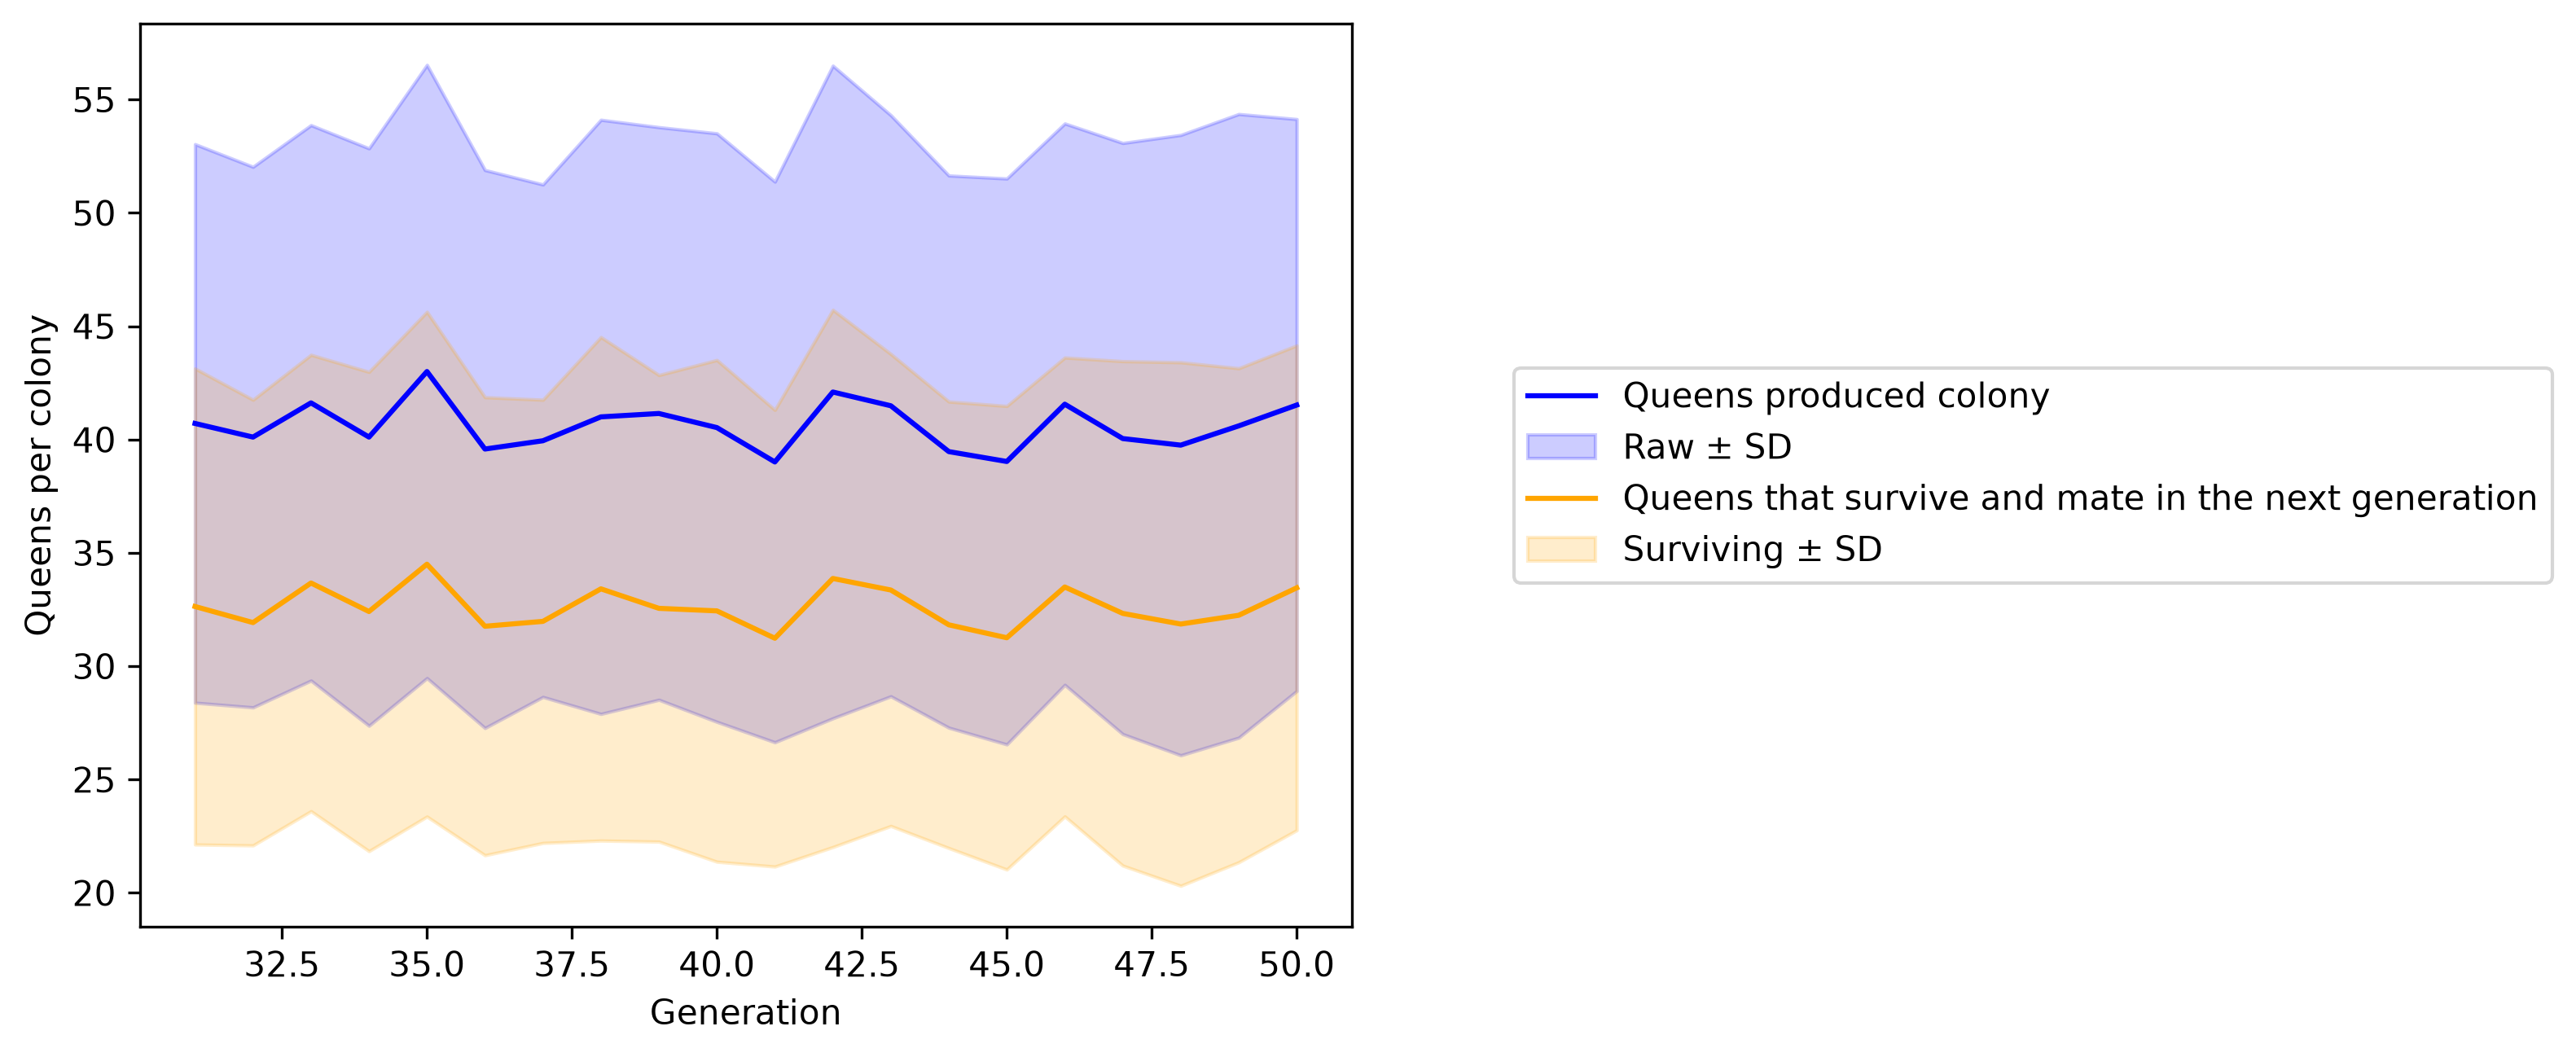 55
50
45
40
35
30
25
20
Queens per colony
32.5 35.0 37.5 40.0 42.5 45.0 47.5 50.0
Generation
Queens produced colony
Raw ± SD
Queens that survive and mate in the next generation
Surviving ± SD